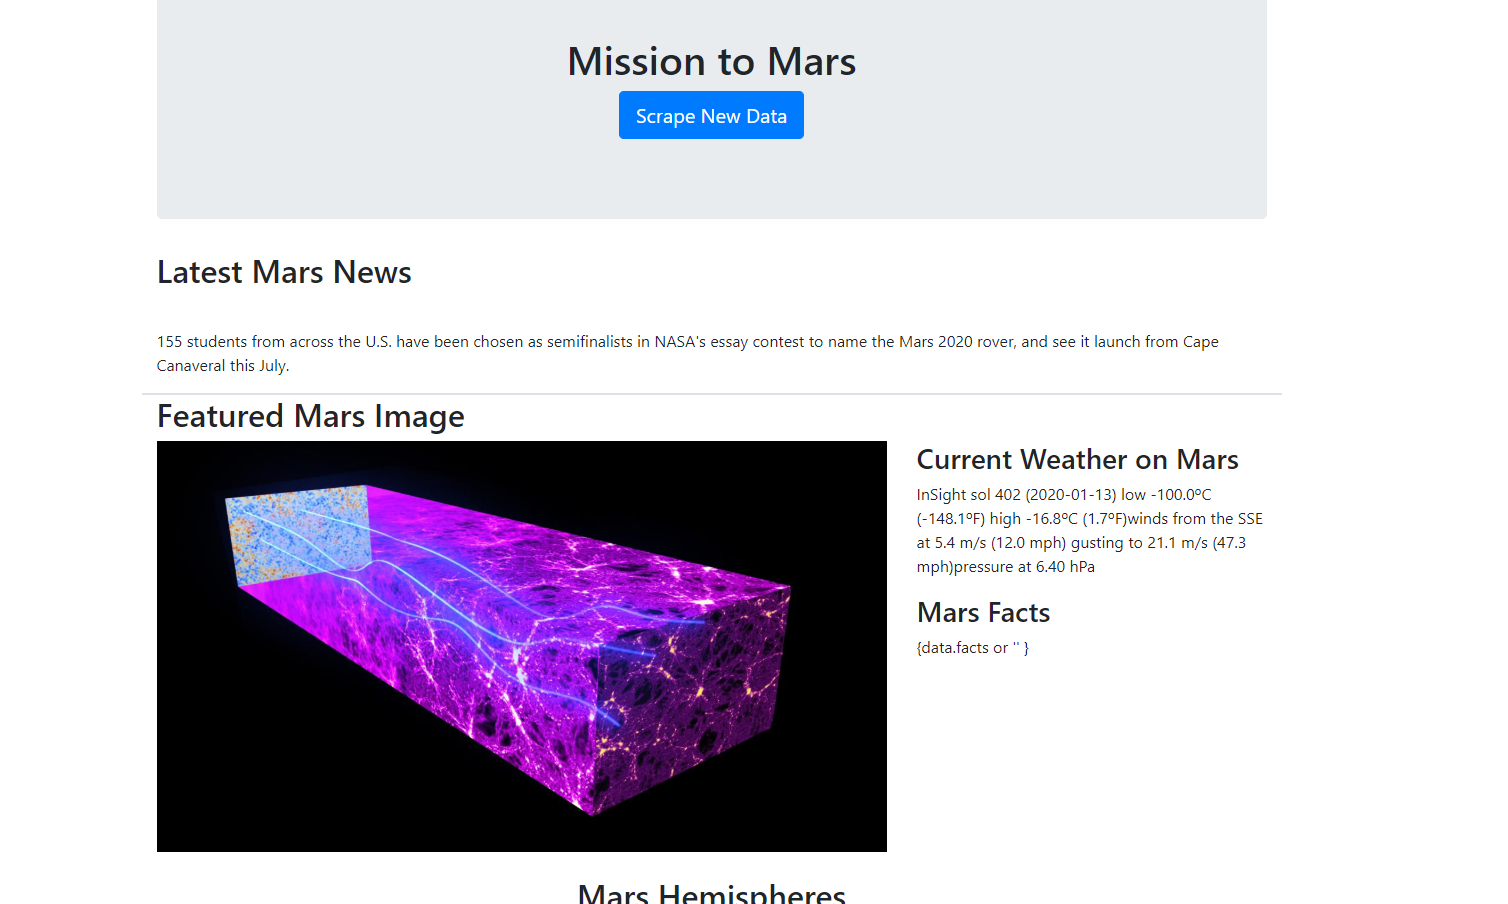 Mission to Mars
Scrape New Data
Latest Mars News
155 students from across the U.S. have been chosen as semifinalists in NASA's essay contest to name the Mars 2020 rover, and see it launch from Cape
Canaveral this July.
Featured Mars Image
Current Weather on Mars
InSight sol 402 (2020-01-13) low -100.0ºC
(-148.1ºF) high -16.8ºC (1.7ºF)winds from the SSE
at 5.4 m/s (12.0 mph) gusting to 21.1 m/s (47.3
mph)pressure at 6.40 hPa
Mars Facts
{data.facts or '' }
Mars Hemispheres